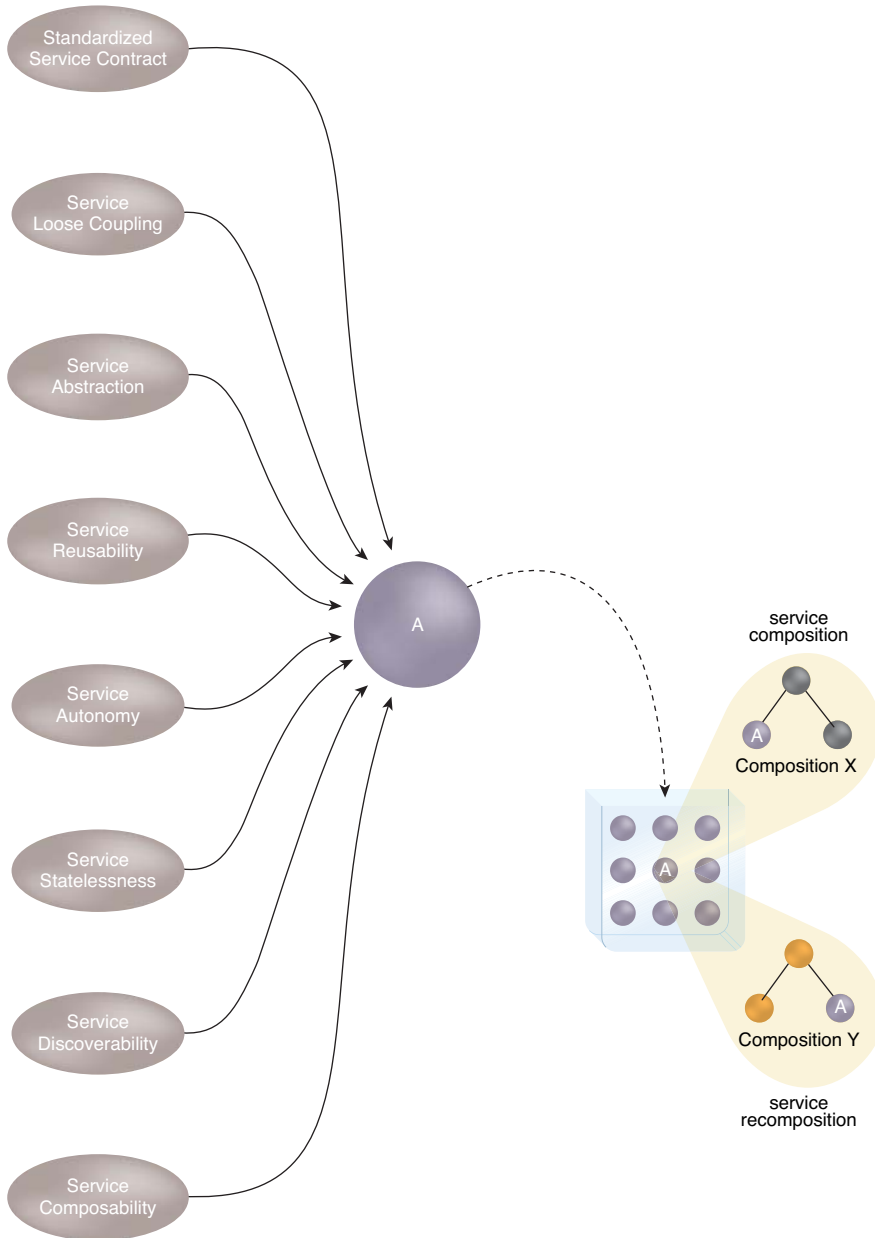 Standardized
Service Contract
Service
Loose Coupling
Service
Abstraction
Service
Reusability
Service
Autonomy
Service
Statelessness
Service
Discoverability
Service
Composability
A
service
composition
A
Composition X
A
A
Composition Y
service
recomposition